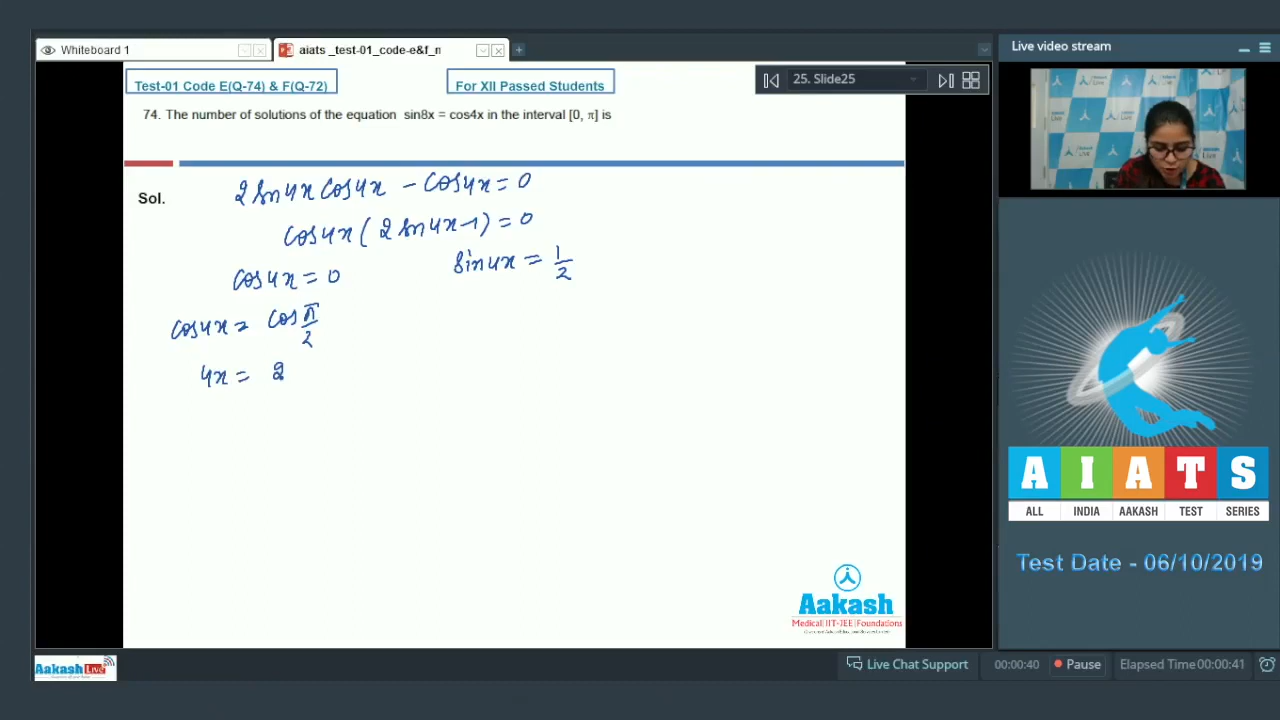 Whiteboard 1
aiats _test-01_code-e&f_n
Live video stream
Test-01 Code E(Q-74) & F(Q-72)
For XII Passed Students
25. Slide25
74. The number of solutions of the equation sin8x = cos4x in the interval [0, π] is
Sol.
2 sin4x cos4x - cos4x = 0
cos4x ( 2 sin4x-1) = 0
cos4x = 0
sin4x = 1/2
cos4x = cos π/2
4x = 2
A I A T S
ALL INDIA AAKASH TEST SERIES
Test Date - 06/10/2019
Aakash
Medical|IIT-JEE|Foundations
Aakash Live
Live Chat Support
00:00:40
Pause
Elapsed Time 00:00:41